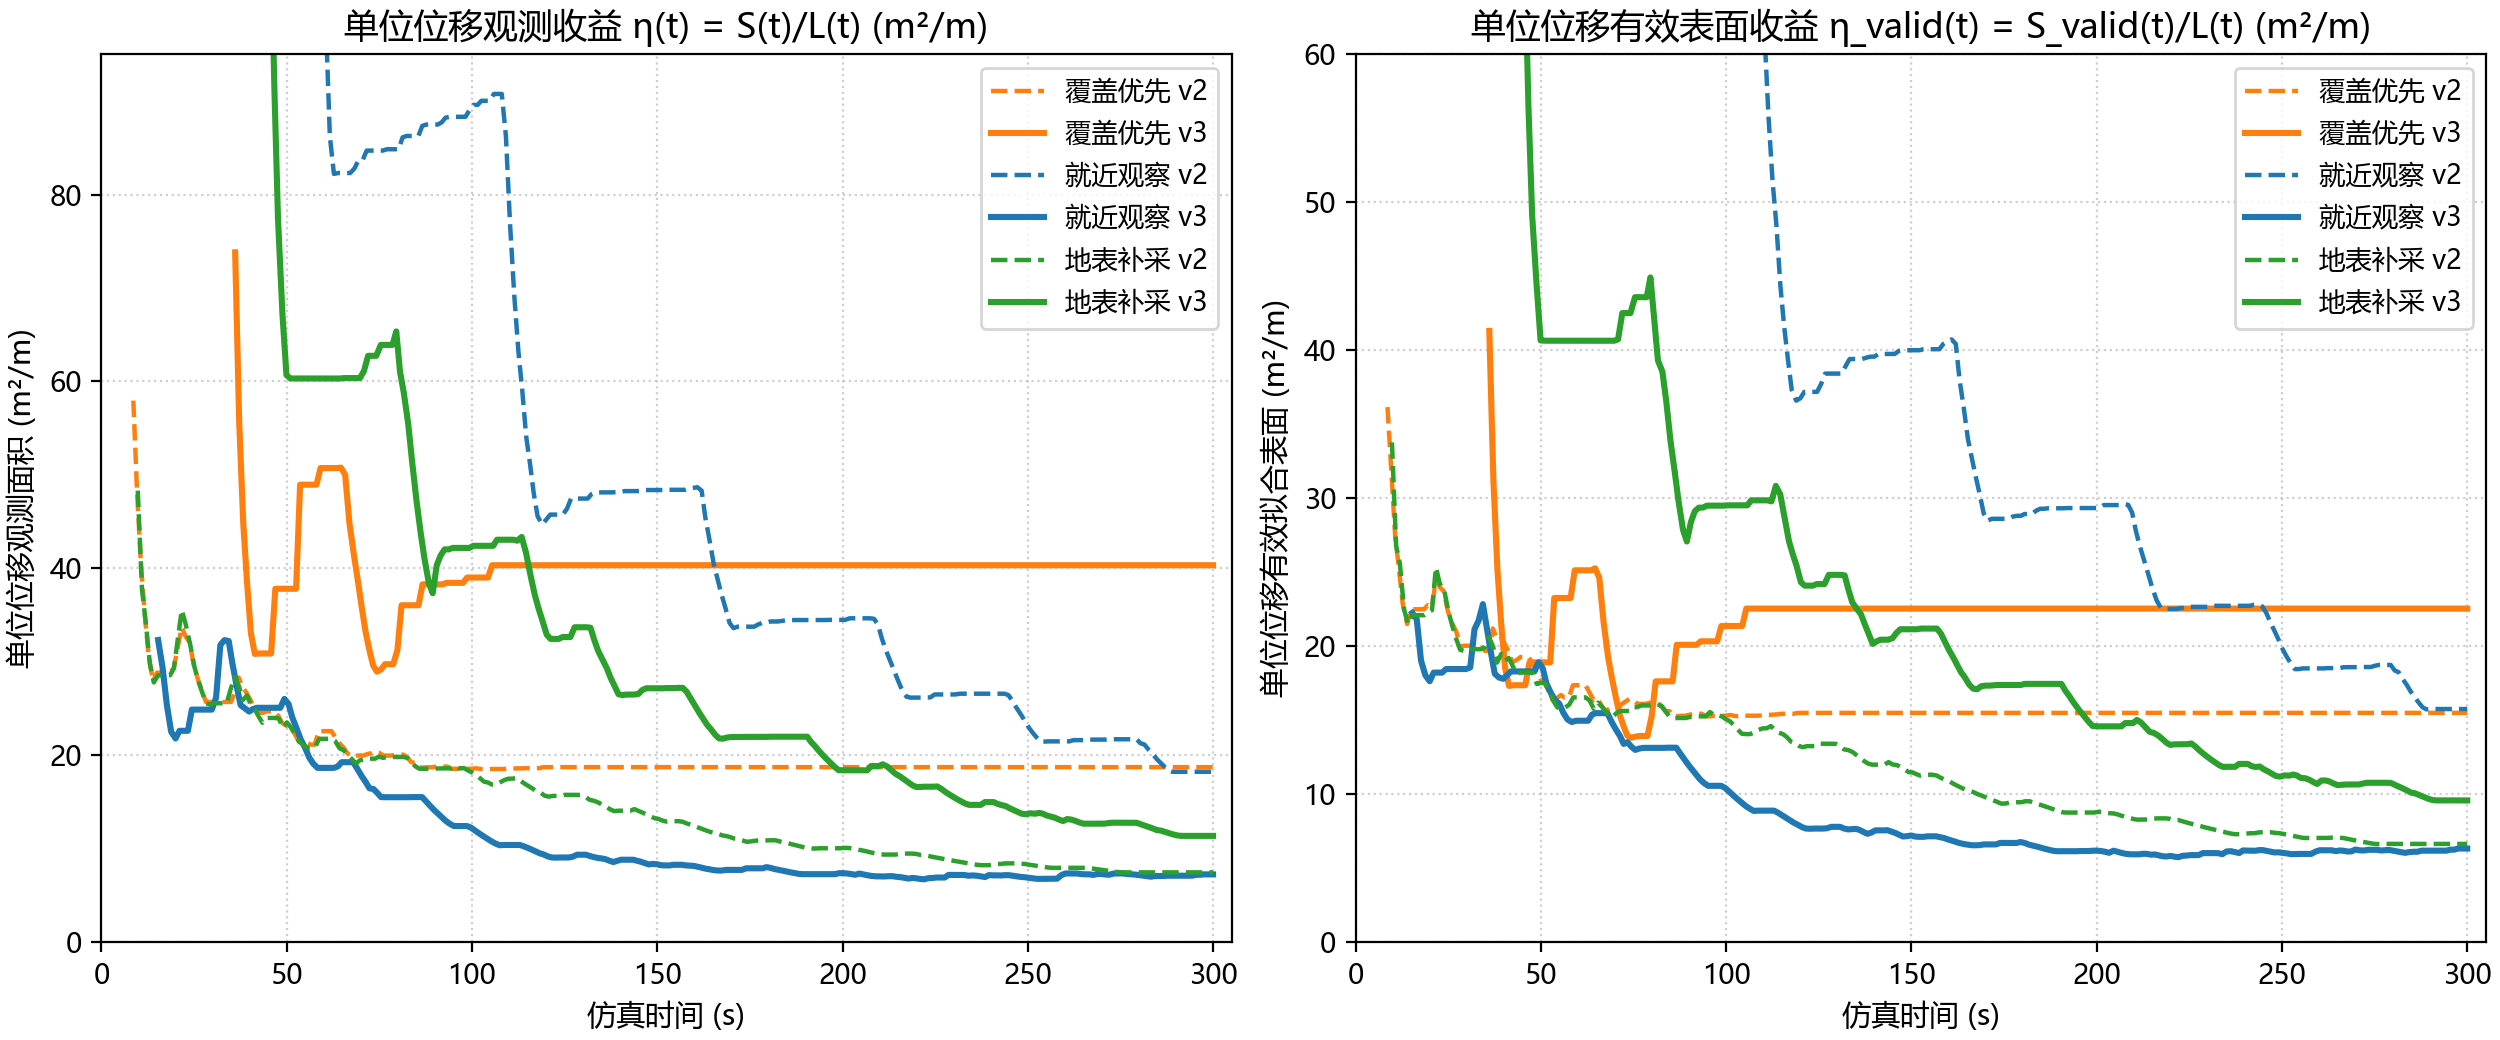 单位位移观测收益 η(t) = S(t)/L(t) (m²/m)
单位位移观测面积 (m²/m)
80
60
40
20
0
覆盖优先 v2
覆盖优先 v3
就近观察 v2
就近观察 v3
地表补采 v2
地表补采 v3
0 50 100 150 200 250 300
仿真时间 (s)
单位位移有效表面收益 η_valid(t) = S_valid(t)/L(t) (m²/m)
单位位移有效拟合表面 (m²/m)
60
50
40
30
20
10
0
覆盖优先 v2
覆盖优先 v3
就近观察 v2
就近观察 v3
地表补采 v2
地表补采 v3
0 50 100 150 200 250 300
仿真时间 (s)